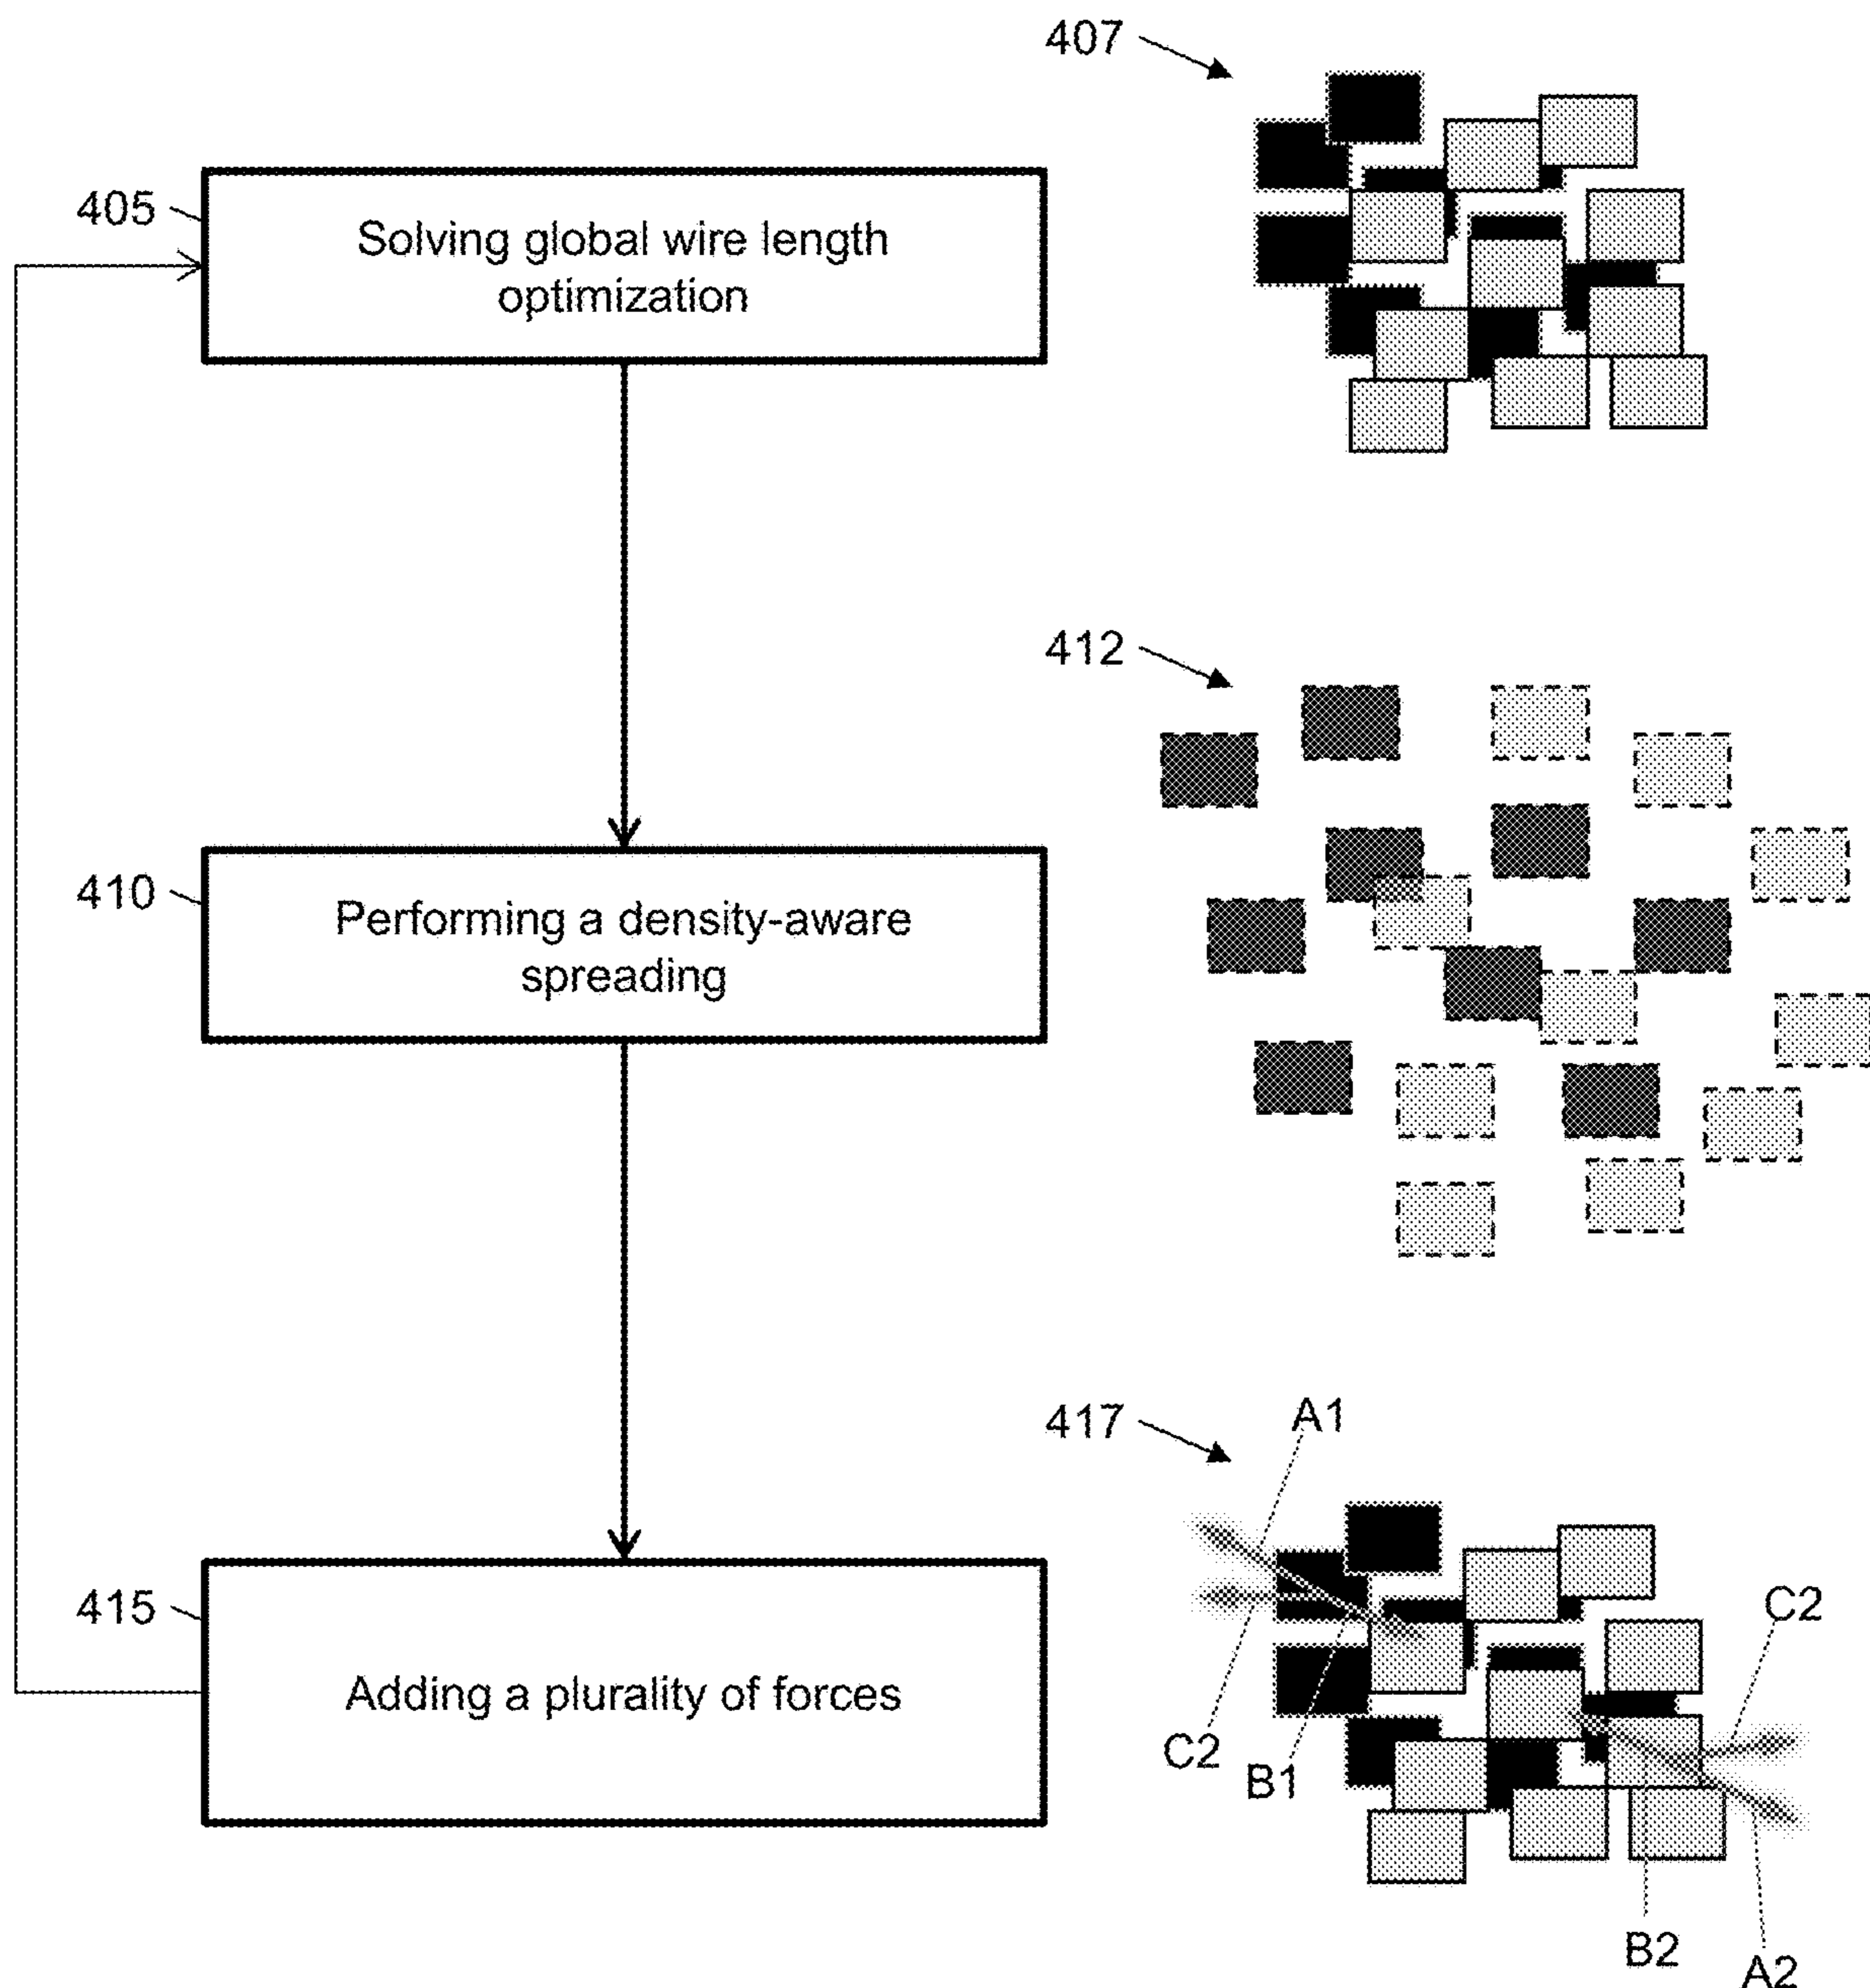 407
405
Solving global wire length
optimization
412
410
Performing a density-aware
spreading
417
A1
415
Adding a plurality of forces
C2
C2
B1
B2
A2